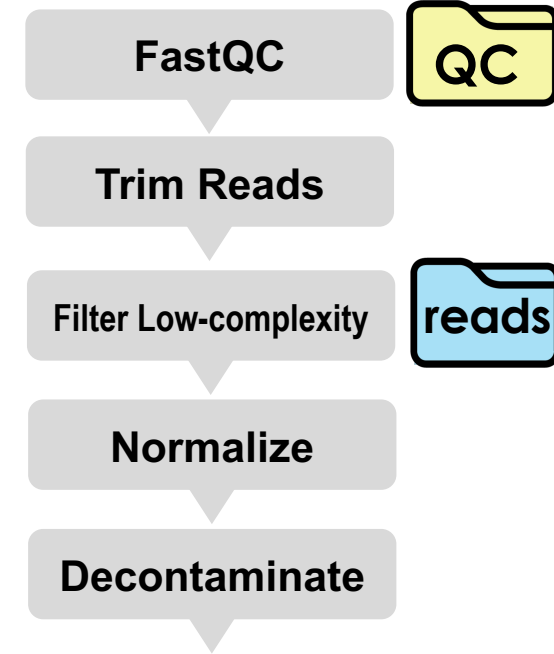 FastQC
QC
Trim Reads
Filter Low-complexity
reads
Normalize
Decontaminate